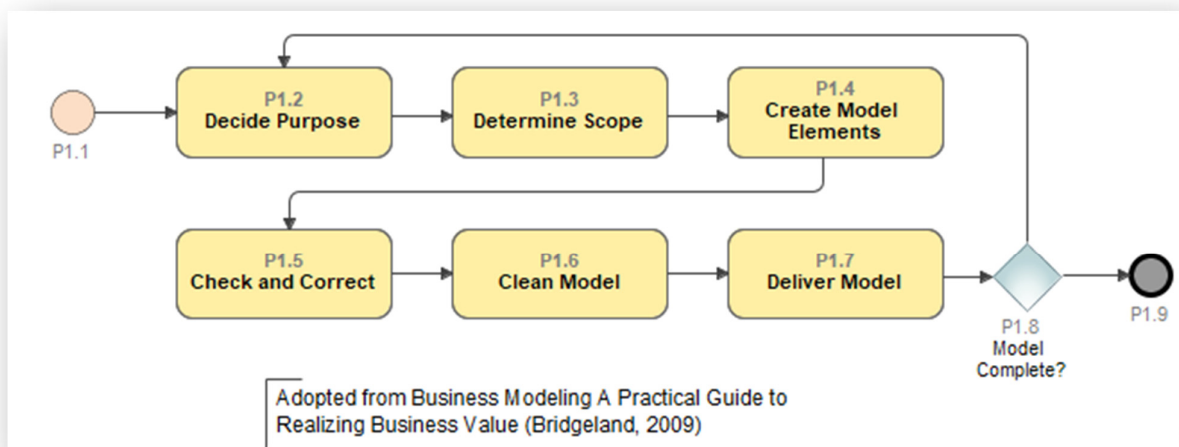 P1.2
Decide Purpose
P1.3
Determine Scope
P1.4
Create Model
Elements
P1.1
P1.5
Check and Correct
P1.6
Clean Model
P1.7
Deliver Model
P1.8
Model
Complete?
P1.9
Adopted from Business Modeling A Practical Guide to
Realizing Business Value (Bridgeland, 2009)